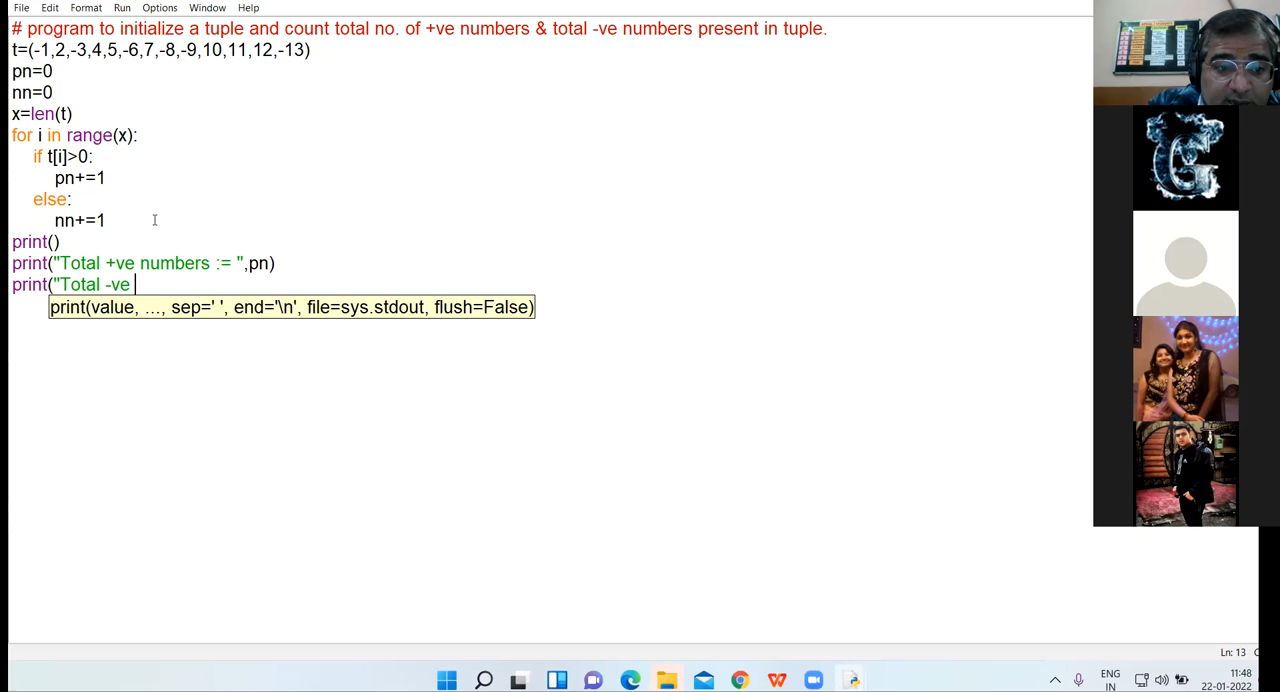 File Edit Format Run Options Window Help
# program to initialize a tuple and count total no. of +ve numbers & total -ve numbers present in tuple.
t=(-1,2,-3,4,5,-6,7,-8,-9,10,11,12,-13)
pn=0
nn=0
x=len(t)
for i in range(x):
    if t[i]>0:
        pn+=1
    else:
        nn+=1
print()
print("Total +ve numbers := ",pn)
print("Total -ve
print(value, ..., sep=' ', end='\n', file=sys.stdout, flush=False)
G
Ln: 13
ENG
IN
11:48
22-01-2022